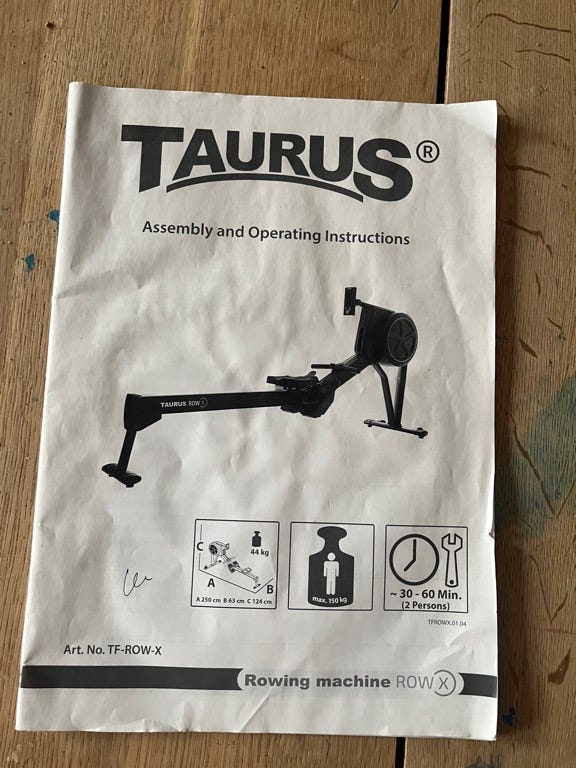 TAURUS®
Assembly and Operating Instructions
TAURUS ROW X
C
44 kg
A
B
A 250 cm B 63 cm C 124 cm
max. 150 kg
~ 30 - 60 Min.
(2 Persons)
TFROWX.01.04
Art. No. TF-ROW-X
Rowing machine ROW X